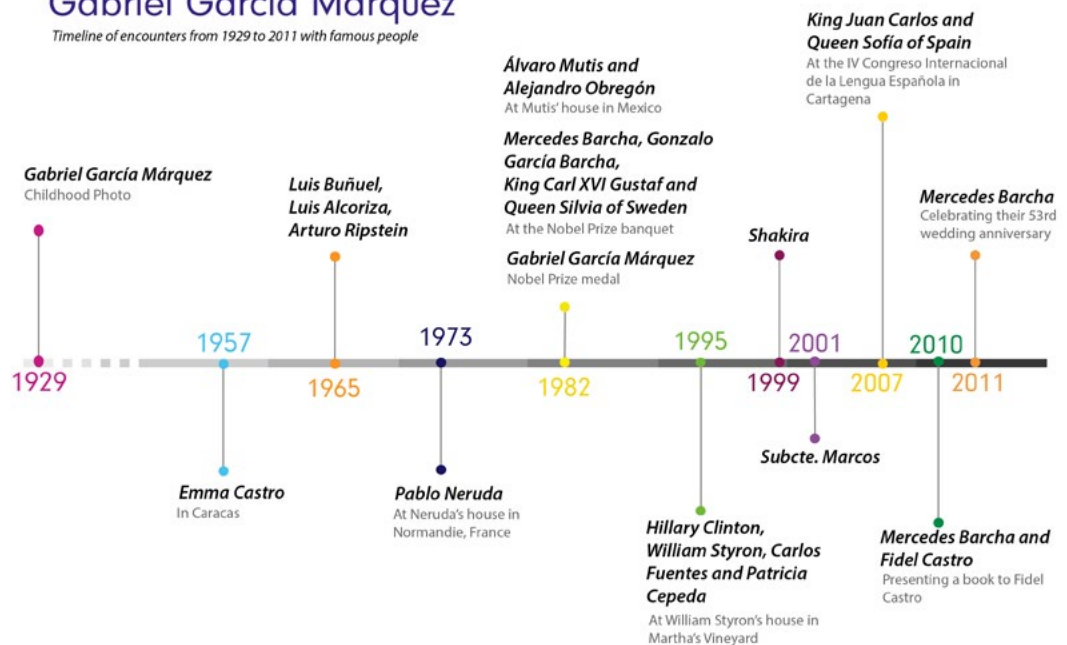 Gabriel García Márquez
Timeline of encounters from 1929 to 2011 with famous people
Gabriel García Márquez
Childhood Photo
1929
1957
Emma Castro
In Caracas
Luis Buñuel,
Luis Alcoriza,
Arturo Ripstein
1965
1973
Pablo Neruda
At Neruda's house in
Normandie, France
Álvaro Mutis and
Alejandro Obregón
At Mutis' house in Mexico
Mercedes Barcha, Gonzalo
García Barcha,
King Carl XVI Gustaf and
Queen Silvia of Sweden
At the Nobel Prize banquet
Gabriel García Márquez
Nobel Prize medal
1982
1995
Hillary Clinton,
William Styron, Carlos
Fuentes and Patricia
Cepeda
At William Styron's house in
Martha's Vineyard
Shakira
1999
2001
Subcte. Marcos
King Juan Carlos and
Queen Sofía of Spain
At the IV Congreso Internacional
de la Lengua Española in
Cartagena
2007
2010
Mercedes Barcha and
Fidel Castro
Presenting a book to Fidel
Castro
Mercedes Barcha
Celebrating their 53rd
wedding anniversary
2011